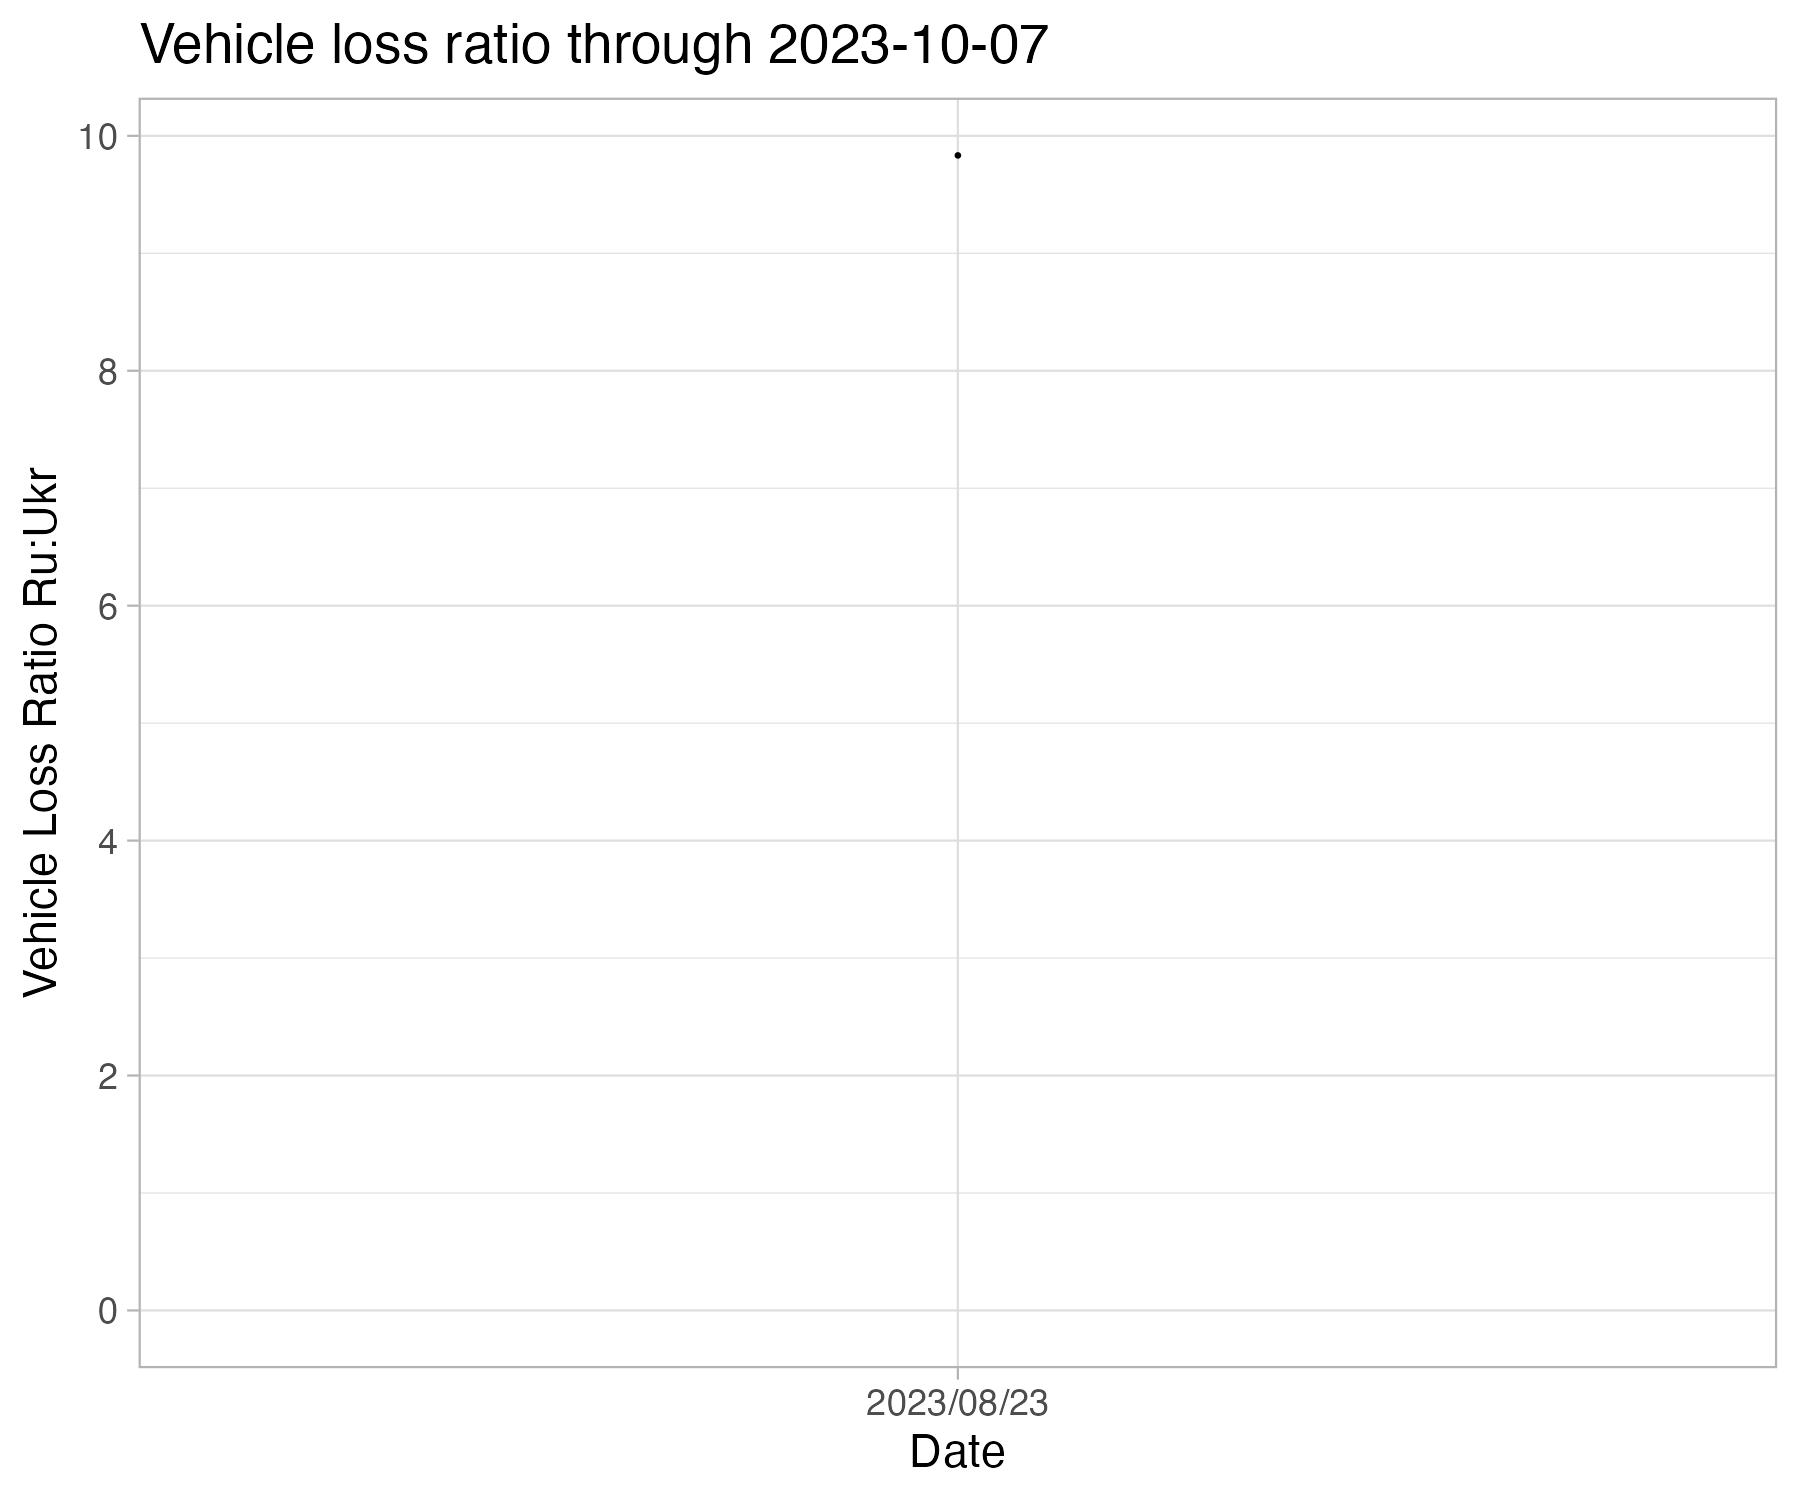 Vehicle loss ratio through 2023-10-07
Vehicle Loss Ratio Ru:Ukr
10
8
6
4
2
0
2023/08/23
Date